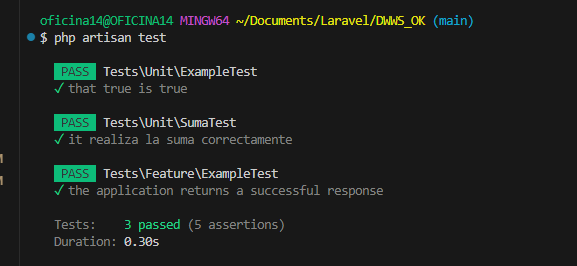 oficina14@OFICINA14 MINGW64 ~/Documents/Laravel/DWWS_OK (main)
$ php artisan test
PASS Tests\Unit\ExampleTest
✓ that true is true
PASS Tests\Unit\SumaTest
✓ it realiza la suma correctamente
PASS Tests\Feature\ExampleTest
✓ the application returns a successful response
Tests: 3 passed (5 assertions)
Duration: 0.30s